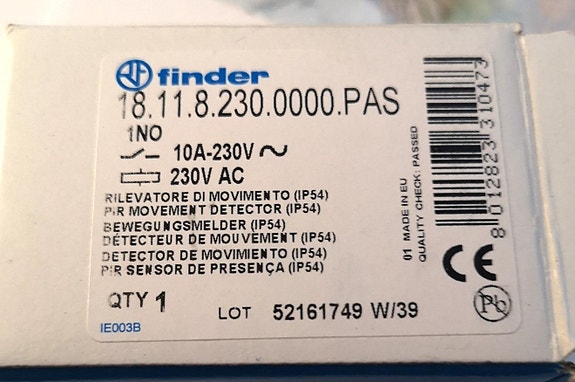 finder
18.11.8.230.0000.PAS
1NO
10A-230V
230V AC
RILEVATORE DI MOVIMENTO (IP54)
PIR MOVEMENT DETECTOR (IP54)
BEWEGUNGSMELDER (IP54)
DÉTECTEUR DE MOUVEMENT (IP54)
DETECTOR DE MOVIMIENTO (IP54)
PIR SENSOR DE PRESENÇA (IP54)
QTY 1
LOT 52161749 W/39
IE003B
01 MADE IN EU
QUALITY CHECK: PASSED
8 012823 310473
CE
Pb